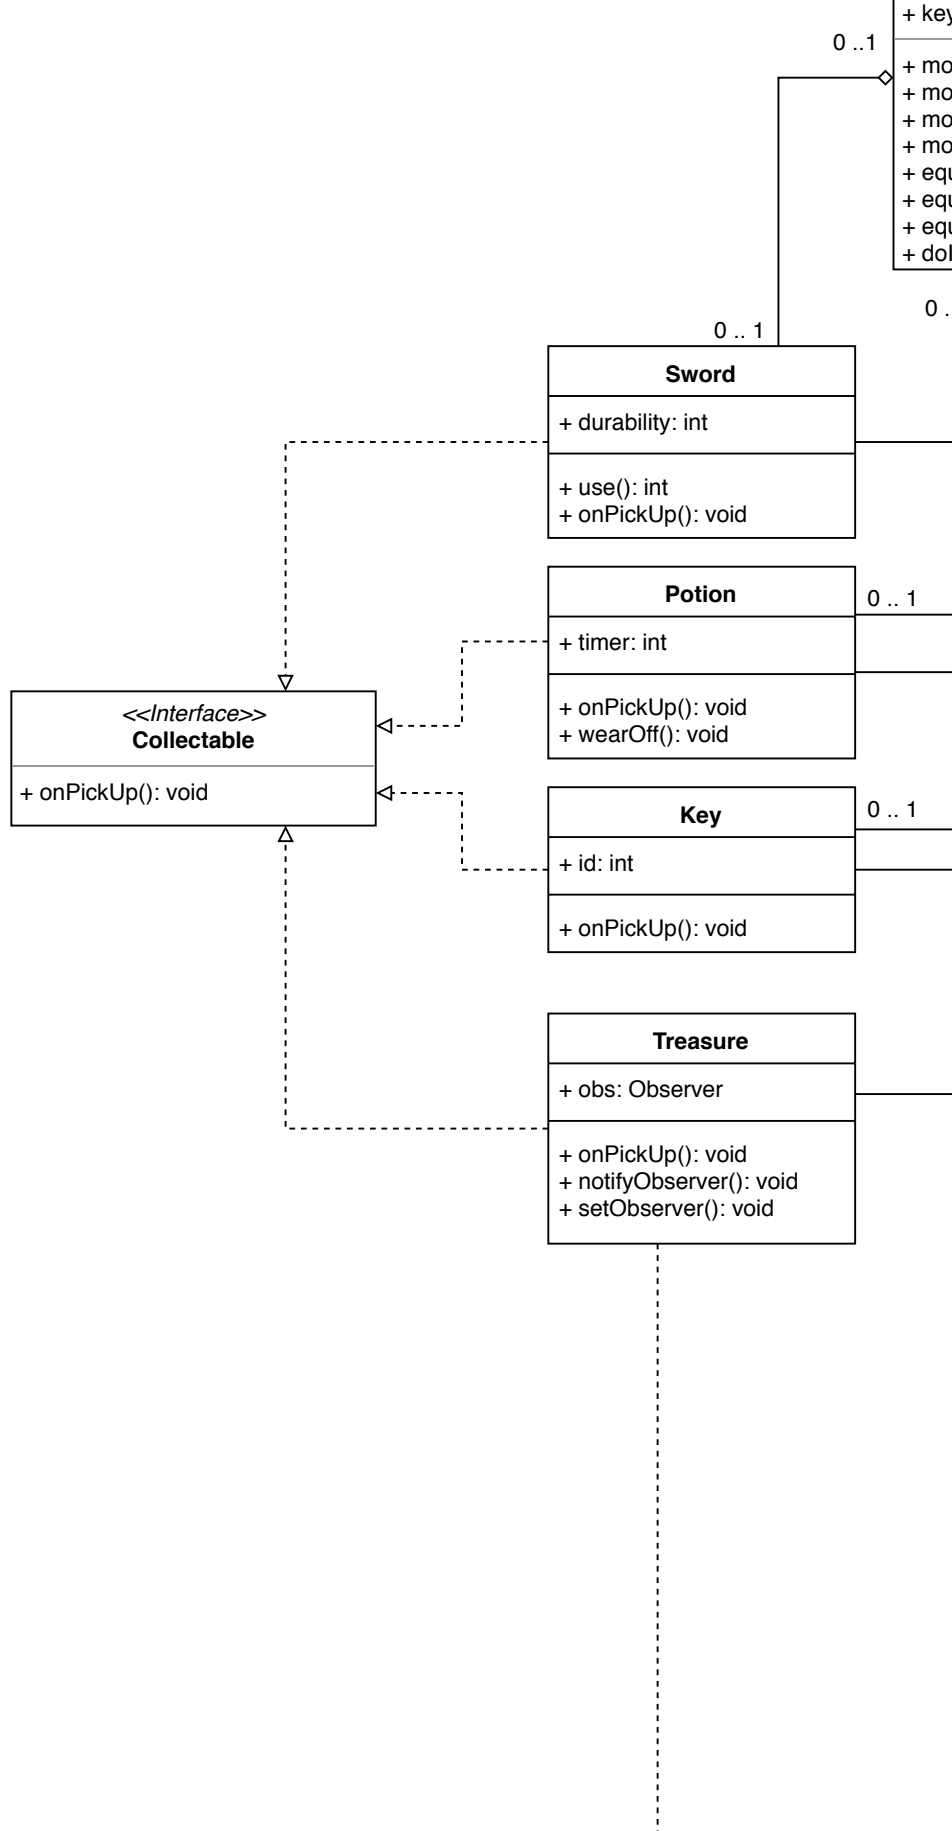 + key
0 ..1
+ mo
+ mo
+ mo
+ mo
+ equ
+ equ
+ equ
0 .
0 .. 1
Sword
+ durability: int
+ use(): int
+ onPickUp(): void
Potion
0 .. 1
+ timer: int
+ onPickUp(): void
+ wearOff(): void
<<Interface>>
Collectable
+ onPickUp(): void
Key
0 .. 1
+ id: int
+ onPickUp(): void
Treasure
+ obs: Observer
+ onPickUp(): void
+ notifyObserver(): void
+ setObserver(): void